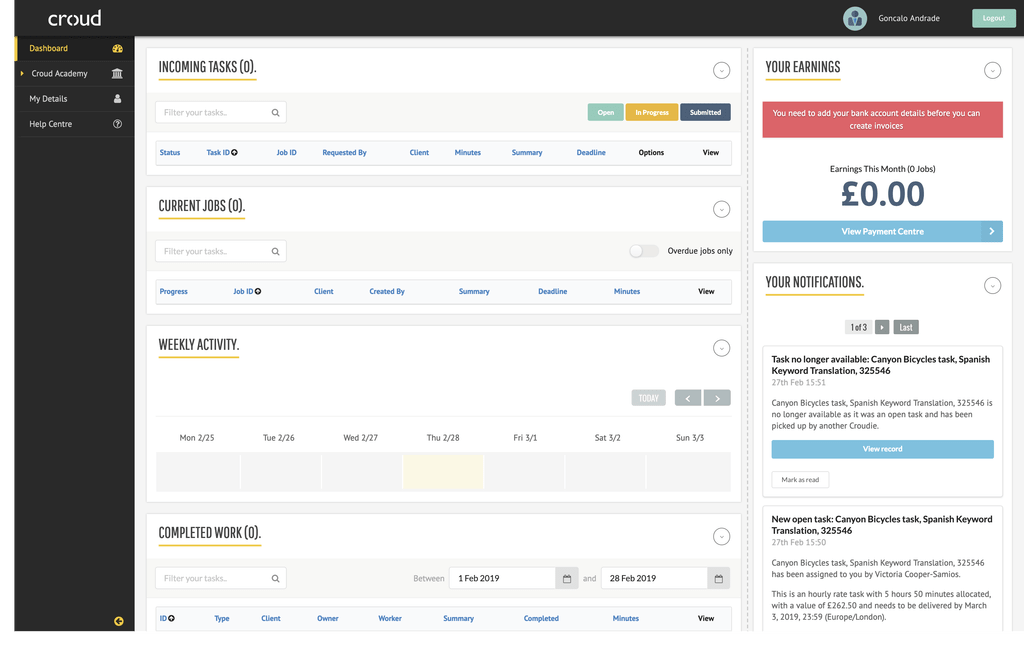 croud
Goncalo Andrade
Logout
Dashboard
Croud Academy
My Details
Help Centre
INCOMING TASKS (0).
Filter your tasks..
Open
In Progress
Submitted
Status Task ID Job ID Requested By Client Minutes Summary Deadline Options View
CURRENT JOBS (0).
Filter your tasks..
Overdue jobs only
Progress Job ID Client Created By Summary Deadline Minutes View
WEEKLY ACTIVITY.
TODAY
Mon 2/25 Tue 2/26 Wed 2/27 Thu 2/28 Fri 3/1 Sat 3/2 Sun 3/3
COMPLETED WORK (0).
Filter your tasks..
Between 1 Feb 2019 and 28 Feb 2019
ID Type Client Owner Worker Summary Completed Minutes View
YOUR EARNINGS
You need to add your bank account details before you can
create invoices
Earnings This Month (0 Jobs)
£0.00
View Payment Centre
YOUR NOTIFICATIONS.
1 of 3
Last
Task no longer available: Canyon Bicycles task, Spanish
Keyword Translation, 325546
27th Feb 15:51
Canyon Bicycles task, Spanish Keyword Translation, 325546 is
no longer available as it was an open task and has been
picked up by another Croudie.
View record
Mark as read
New open task: Canyon Bicycles task, Spanish Keyword
Translation, 325546
27th Feb 15:50
Canyon Bicycles task, Spanish Keyword Translation, 325546
has been assigned to you by Victoria Cooper-Samios.
This is an hourly rate task with 5 hours 50 minutes allocated,
with a value of £262.50 and needs to be delivered by March
3, 2019, 23:59 (Europe/London).